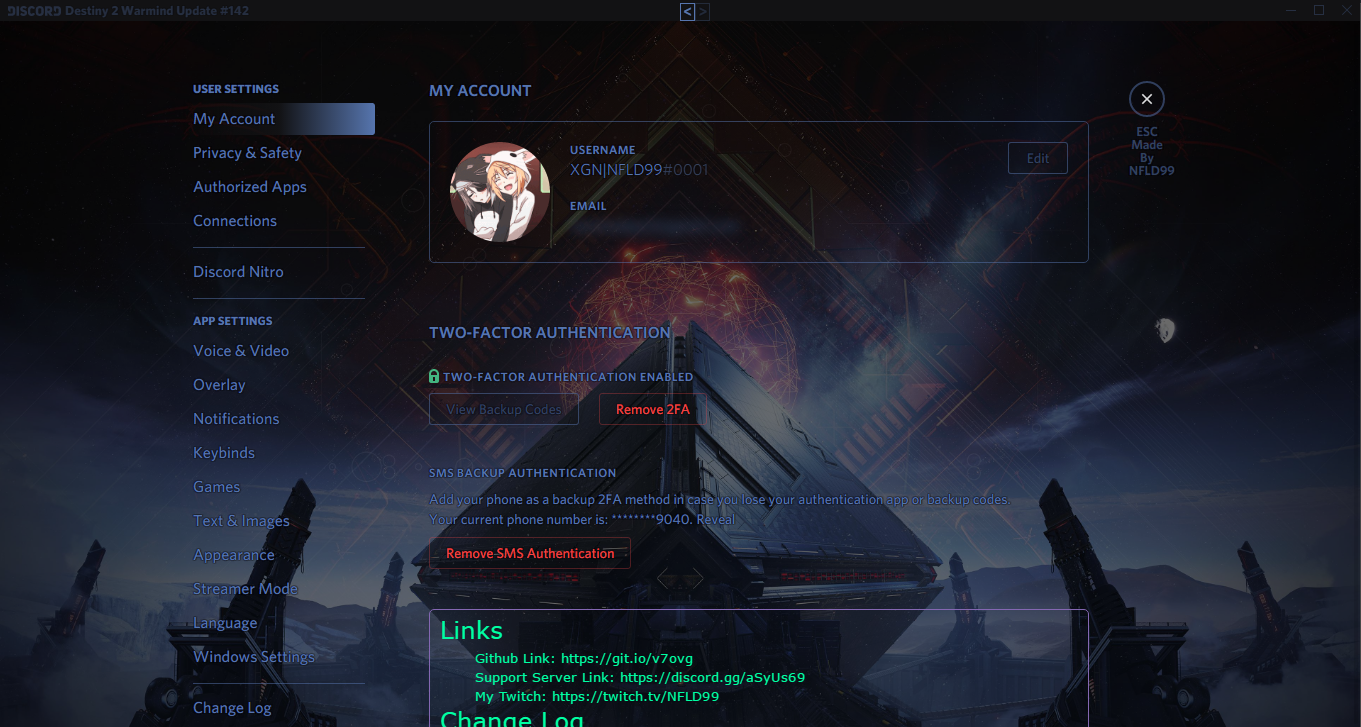 DISCORD Destiny 2 Warmind Update #142
< >
USER SETTINGS
My Account
Privacy & Safety
Authorized Apps
Connections
Discord Nitro
APP SETTINGS
Voice & Video
Overlay
Notifications
Keybinds
Games
Text & Images
Appearance
Streamer Mode
Language
Windows Settings
Change Log
MY ACCOUNT
USERNAME
XGN|NFLD99#0001
Edit
EMAIL
ESC
Made
By
NFLD99
TWO-FACTOR AUTHENTICATION
TWO-FACTOR AUTHENTICATION ENABLED
View Backup Codes
Remove 2FA
SMS BACKUP AUTHENTICATION
Add your phone as a backup 2FA method in case you lose your authentication app or backup codes.
Your current phone number is: ********9040. Reveal
Remove SMS Authentication
Links
Github Link: https://git.io/v7ovg
Support Server Link: https://discord.gg/aSyUs69
My Twitch: https://twitch.tv/NFLD99
Change Log